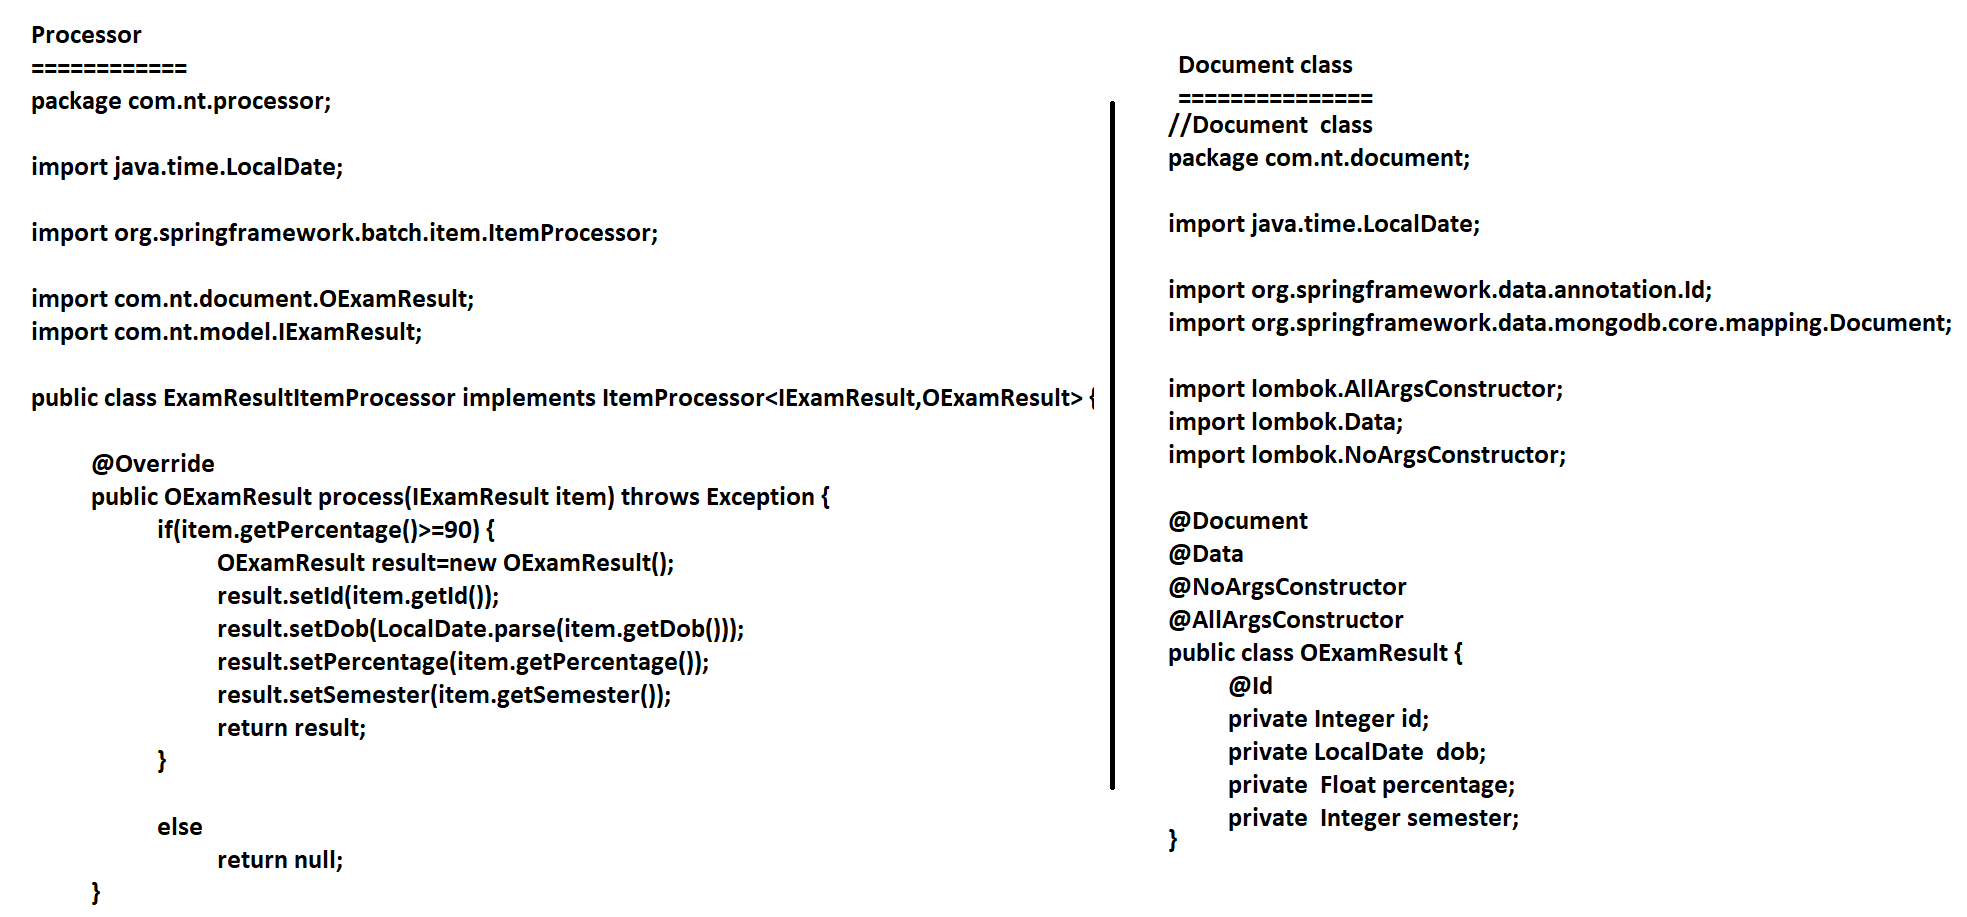 Processor
============
package com.nt.processor;
import java.time.LocalDate;
import org.springframework.batch.item.ItemProcessor;
import com.nt.document.OExamResult;
import com.nt.model.IExamResult;
public class ExamResultItemProcessor implements ItemProcessor<IExamResult,OExamResult> {
@Override
public OExamResult process(IExamResult item) throws Exception {
if(item.getPercentage()>=90) {
OExamResult result=new OExamResult();
result.setId(item.getId());
result.setDob(LocalDate.parse(item.getDob()));
result.setPercentage(item.getPercentage());
result.setSemester(item.getSemester());
return result;
}
else
return null;
}
Document class
===============
//Document  class
package com.nt.document;
import java.time.LocalDate;
import org.springframework.data.annotation.Id;
import org.springframework.data.mongodb.core.mapping.Document;
import lombok.AllArgsConstructor;
import lombok.Data;
import lombok.NoArgsConstructor;
@Document
@Data
@NoArgsConstructor
@AllArgsConstructor
public class OExamResult {
@Id
private Integer id;
private LocalDate  dob;
private  Float percentage;
private  Integer semester;
}